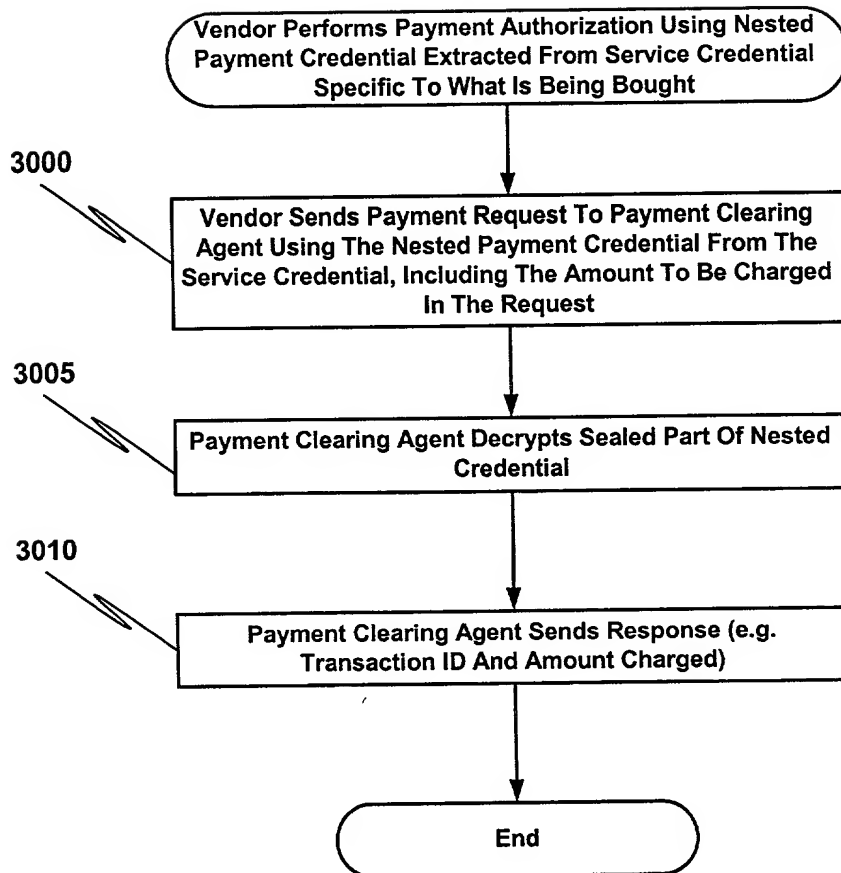 Vendor Performs Payment Authorization Using Nested
Payment Credential Extracted From Service Credential
Specific To What Is Being Bought
3000
Vendor Sends Payment Request To Payment Clearing
Agent Using The Nested Payment Credential From The
Service Credential, Including The Amount To Be Charged
In The Request
3005
Payment Clearing Agent Decrypts Sealed Part Of Nested
Credential
3010
Payment Clearing Agent Sends Response (e.g.
Transaction ID And Amount Charged)
End